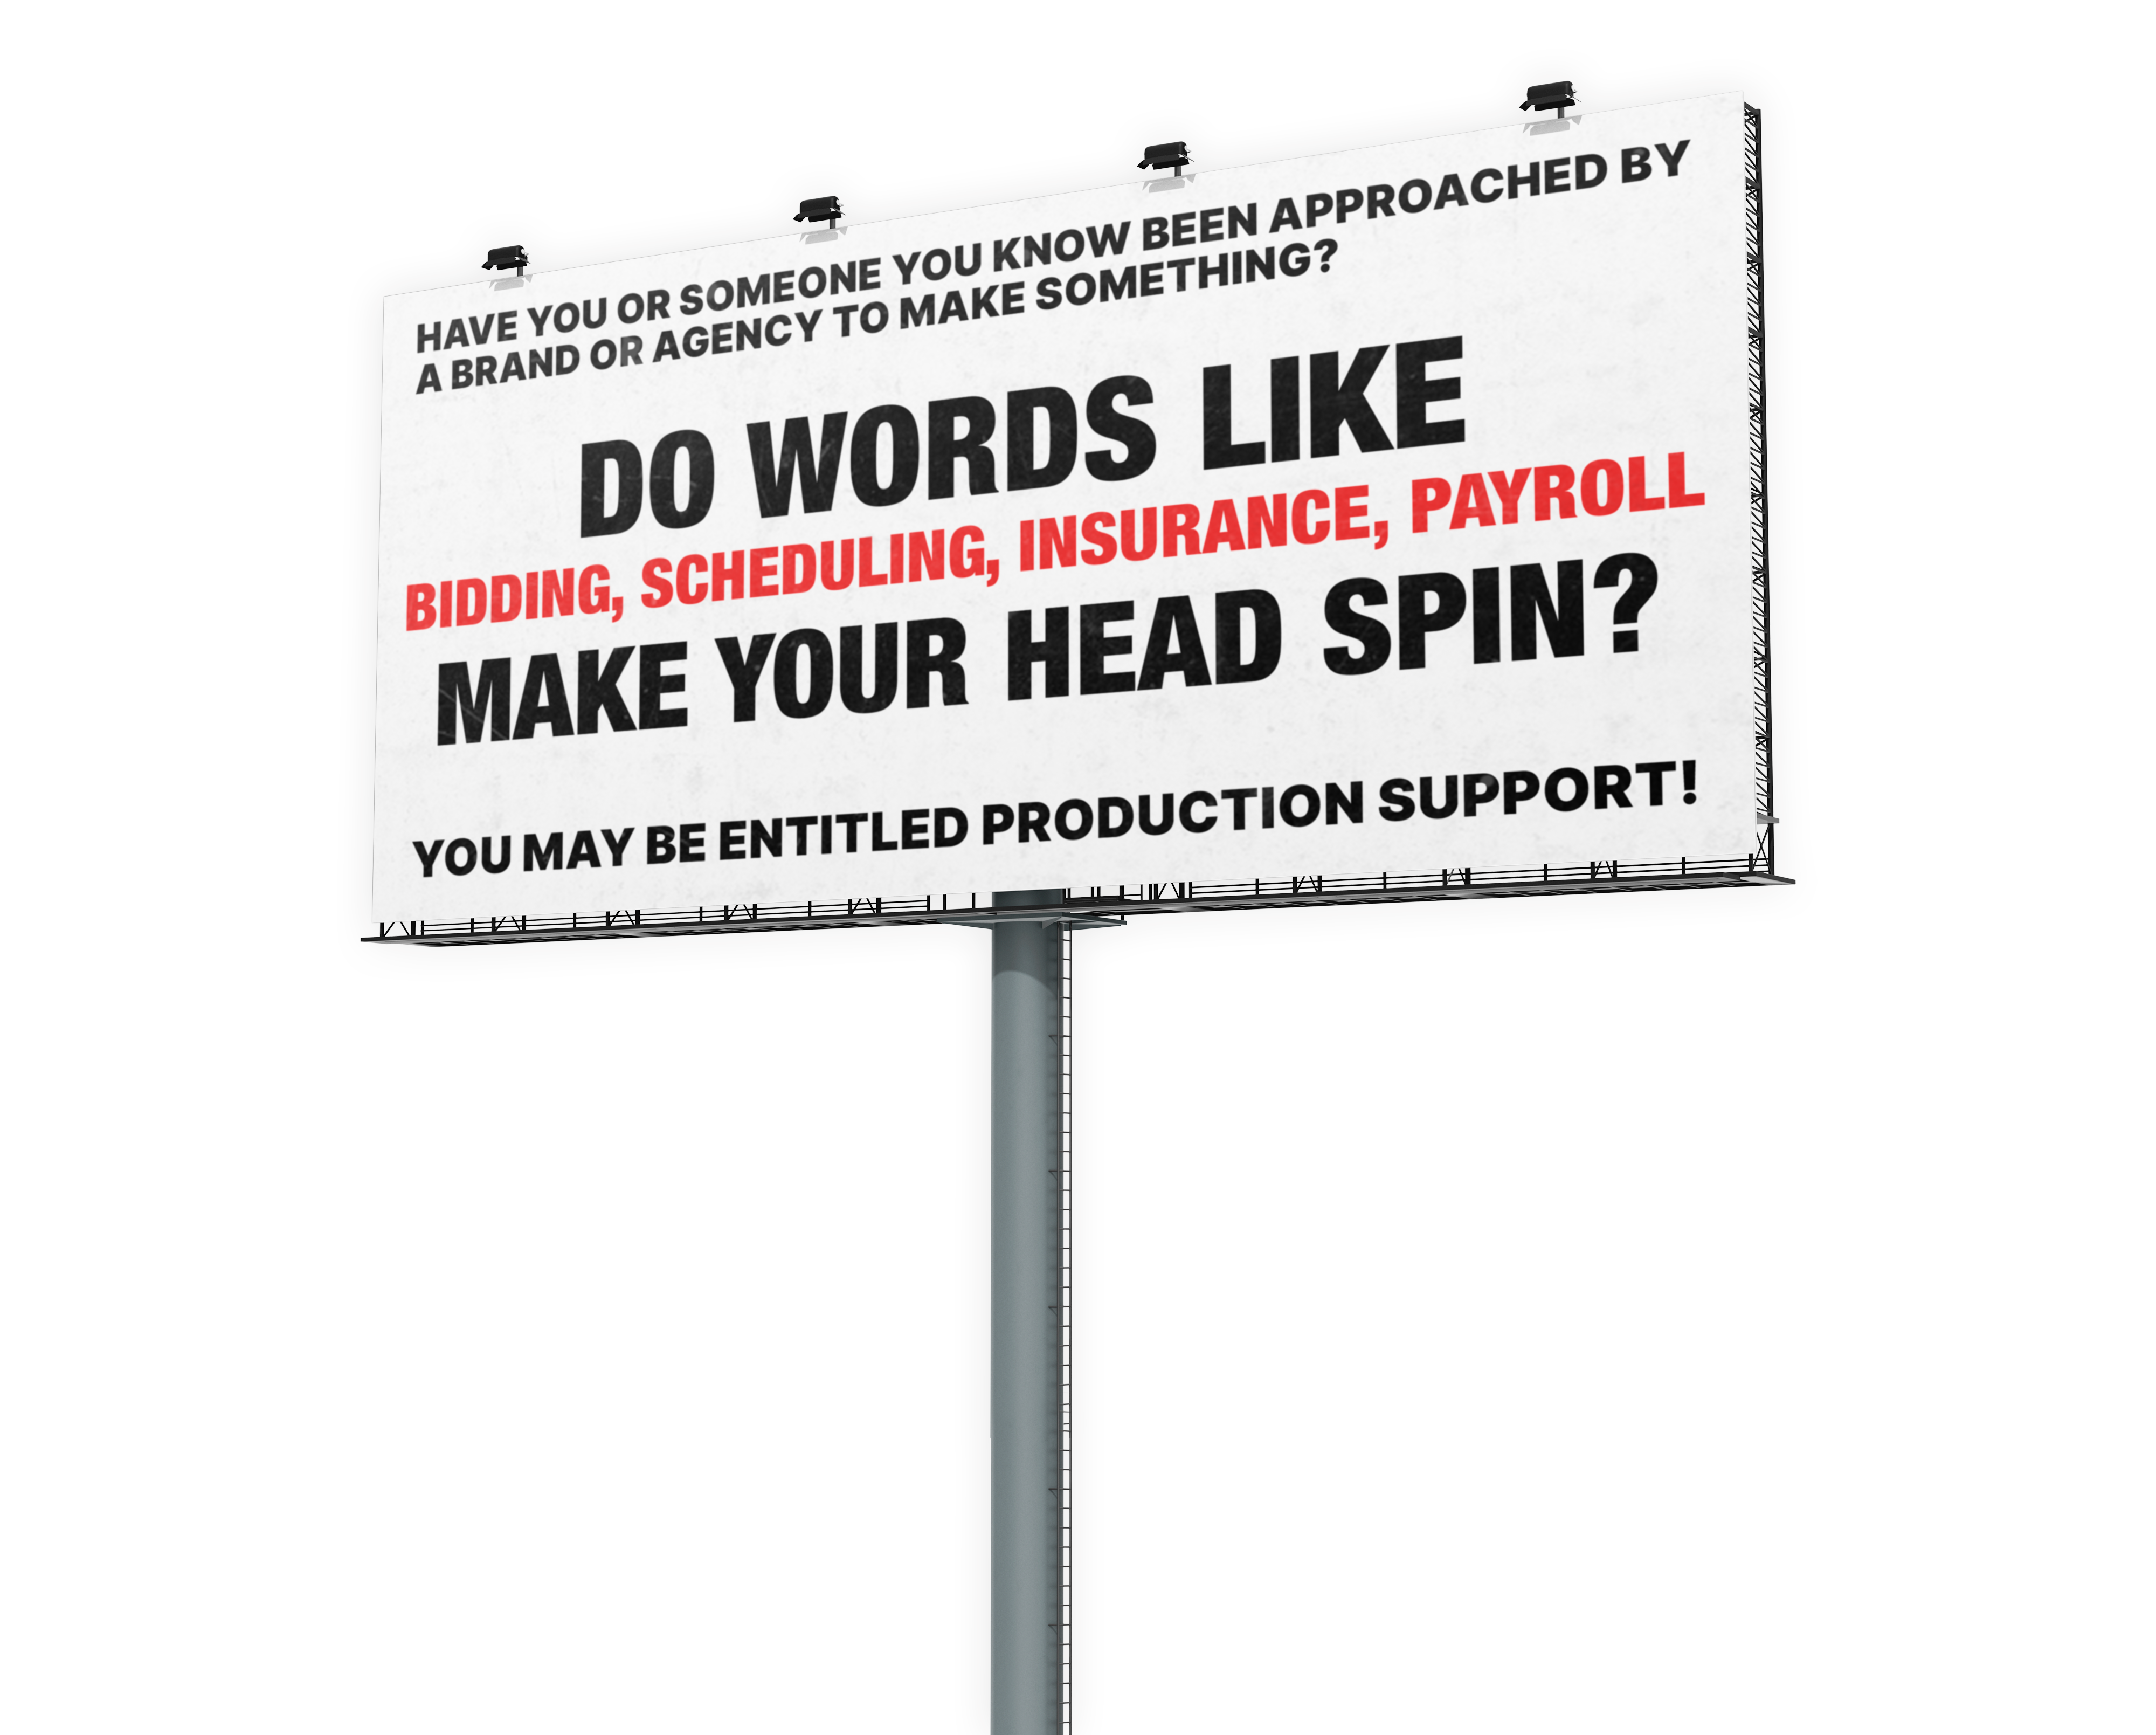 HAVE YOU OR SOMEONE YOU KNOW BEEN APPROACHED BY
A BRAND OR AGENCY TO MAKE SOMETHING?
DO WORDS LIKE
BIDDING, SCHEDULING, INSURANCE, PAYROLL
MAKE YOUR HEAD SPIN?
YOU MAY BE ENTITLED PRODUCTION SUPPORT!